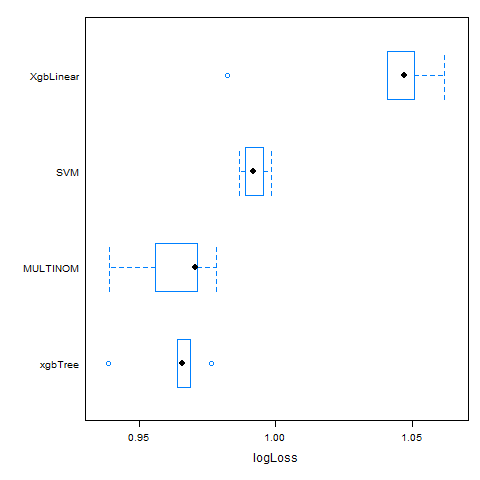 XgbLinear
SVM
MULTINOM
xgbTree
0.95 1.00 1.05
logLoss